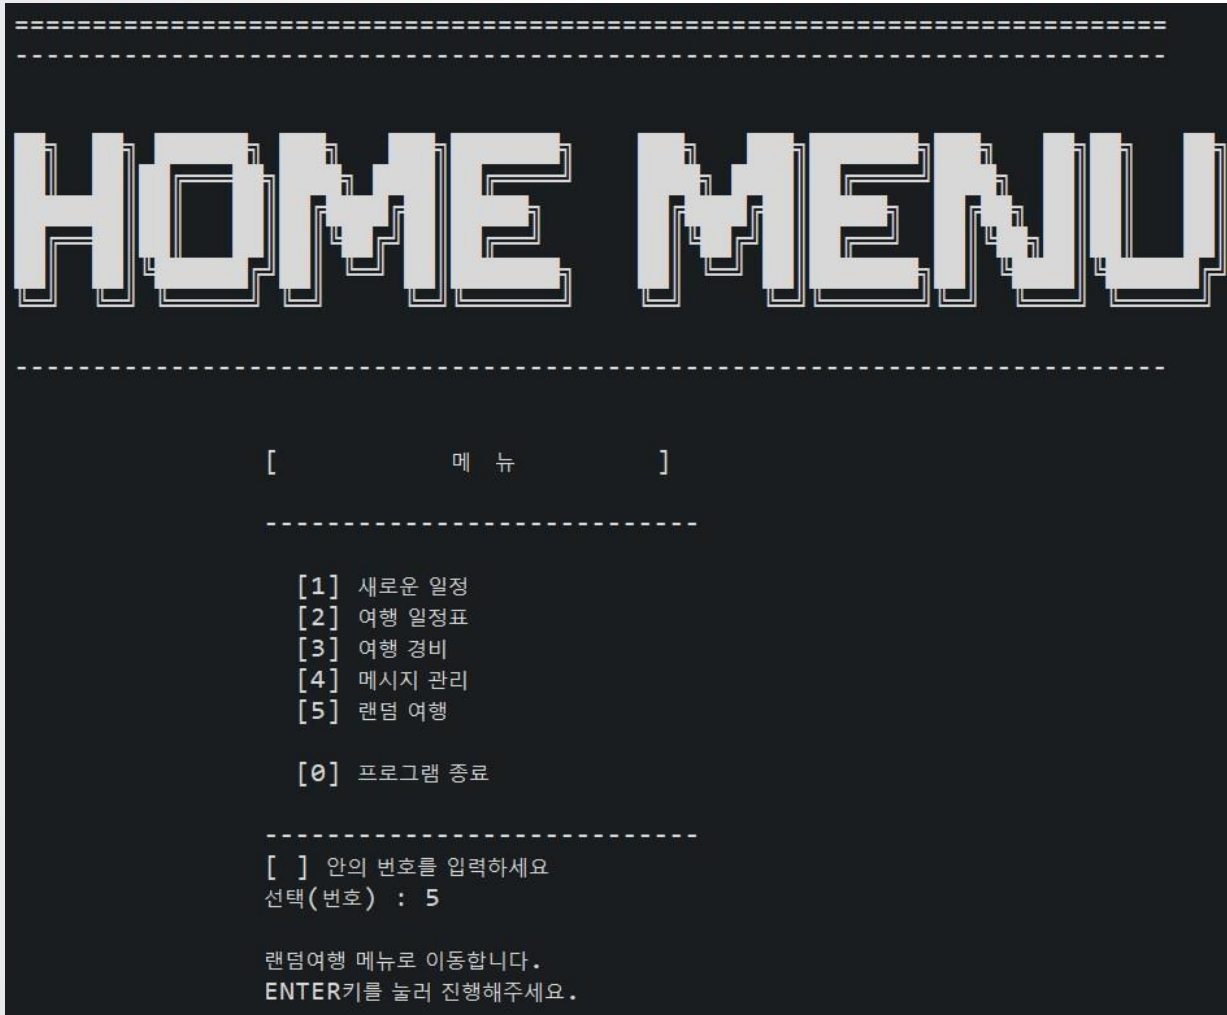 HOME MENU
[ 메 뉴 ]
[1] 새로운 일정
[2] 여행 일정표
[3] 여행 경비
[4] 메시지 관리
[5] 랜덤 여행
[0] 프로그램 종료
[ ] 안의 번호를 입력하세요
선택(번호) : 5
랜덤여행 메뉴로 이동합니다.
ENTER키를 눌러 진행해주세요.